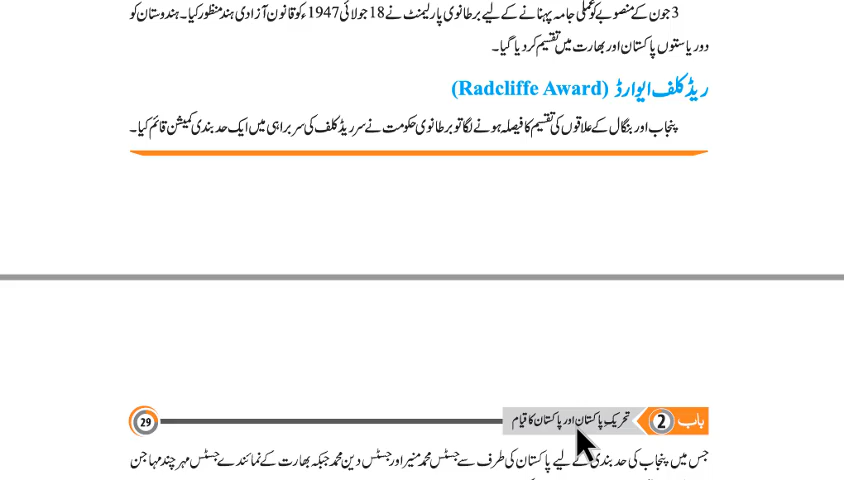 3 جون کے منصوبے کو عملی جامہ پہنانے کے لیے برطانوی پارلیمنٹ نے 18 جولائی 1947ء کو قانون آزادی ہند منظور کیا۔ ہندوستان کو
دو ریاستوں پاکستان اور بھارت میں تقسیم کر دیا گیا۔
ریڈ کلف ایوارڈ (Radcliffe Award)
پنجاب اور بنگال کے علاقوں کی تقسیم کا فیصلہ ہونے لگا تو برطانوی حکومت نے سر ریڈ کلف کی سربراہی میں ایک حد بندی کمیشن قائم کیا۔
باب 2 تحریکِ پاکستان اور پاکستان کا قیام 29
جس میں پنجاب کی حد بندی کے لیے پاکستان کی طرف سے جسٹس محمد منیر اور جسٹس دین محمد جبکہ بھارت کے نمائندے جسٹس مہر چند مہاجن